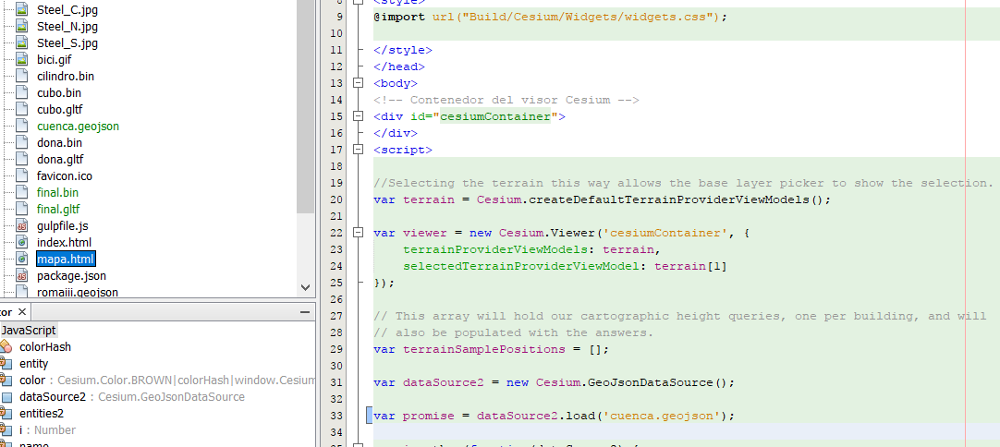 Steel_C.jpg
Steel_N.jpg
Steel_S.jpg
bici.gif
cilindro.bin
cubo.bin
cubo.gltf
cuenca.geojson
dona.bin
dona.gltf
favicon.ico
final.bin
final.gltf
gulpfile.js
index.html
mapa.html
package.json
romaiii.geojson
tor
JavaScript
colorHash
entity
color : Cesium.Color.BROWN|colorHash|window.Cesium
dataSource2 : Cesium.GeoJsonDataSource
entities2
i : Number
name
8 <style>
9 @import url("Build/Cesium/Widgets/widgets.css");
10
11 </style>
12 </head>
13 <body>
14 <!-- Contenedor del visor Cesium -->
15 <div id="cesiumContainer">
16 </div>
17 <script>
18
19 //Selecting the terrain this way allows the base layer picker to show the selection.
20 var terrain = Cesium.createDefaultTerrainProviderViewModels();
21
22 var viewer = new Cesium.Viewer('cesiumContainer', {
23 terrainProviderViewModels: terrain,
24 selectedTerrainProviderViewModel: terrain[1]
25 });
26
27 // This array will hold our cartographic height queries, one per building, and will
28 // also be populated with the answers.
29 var terrainSamplePositions = [];
30
31 var dataSource2 = new Cesium.GeoJsonDataSource();
32
33 var promise = dataSource2.load('cuenca.geojson');
34